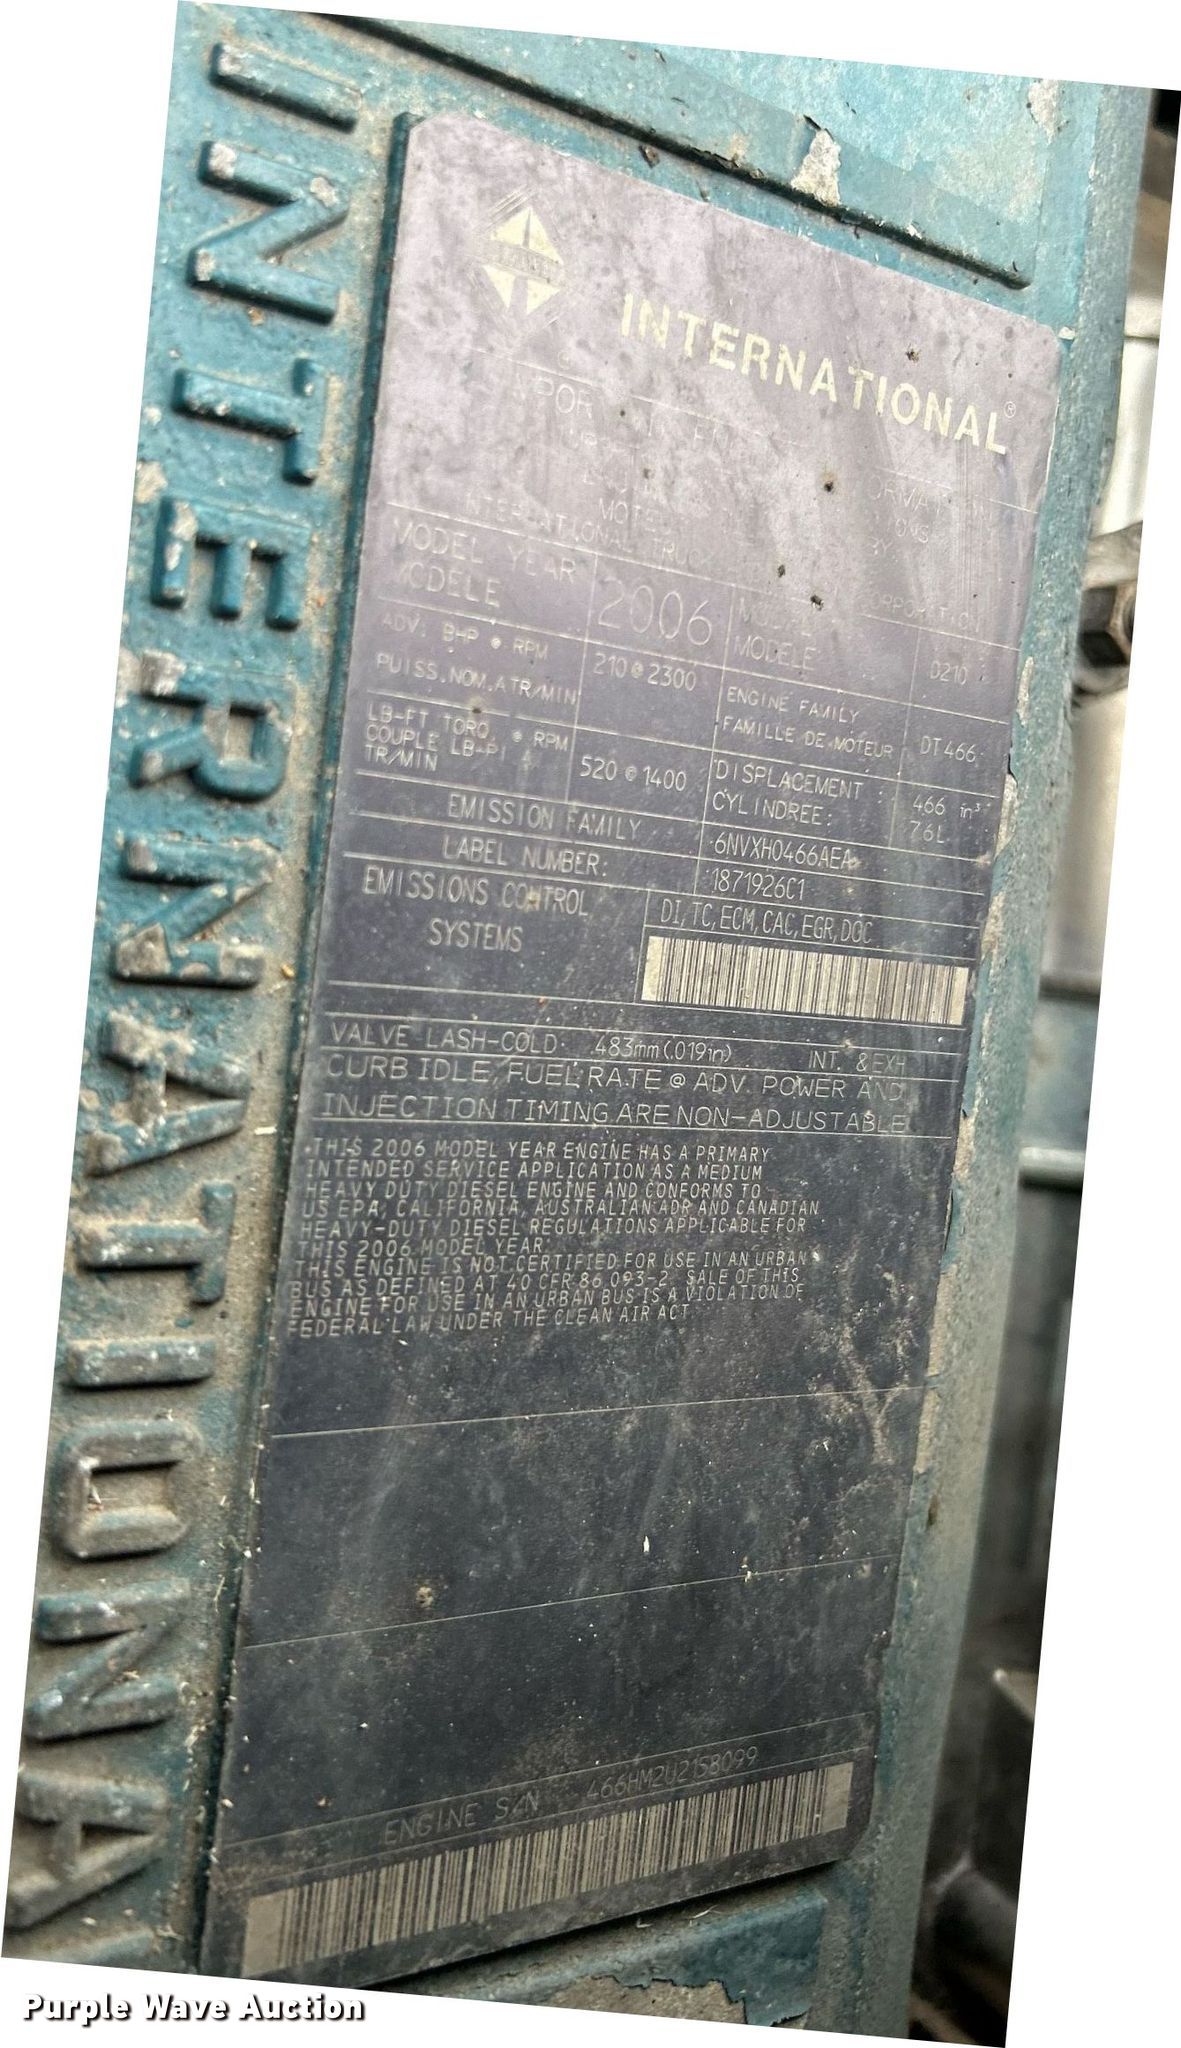 INTERNATIONA
INTERNATIONAL®
INTERNATIONAL TRUCK
MODEL YEAR
MODELE
2006
MODEL
MODELE
D210
ADV. BHP @ RPM
PUISS.NOM.A TR/MIN
210 @ 2300
ENGINE FAMILY
FAMILLE DE MOTEUR
DT466
LB-FT TORQ. @ RPM
COUPLE LB-PI A
TR/MIN
520 @ 1400
DISPLACEMENT :
CYLINDREE:
466 in³
7.6L
EMISSION FAMILY
6NVXH0466AEA
LABEL NUMBER:
1871926C1
EMISSIONS CONTROL
SYSTEMS
DI, TC, ECM, CAC, EGR, DOC
VALVE LASH-COLD .483mm(.019in) INT. & EXH
CURB IDLE, FUEL RATE @ ADV. POWER AND
INJECTION TIMING ARE NON-ADJUSTABLE
THIS 2006 MODEL YEAR ENGINE HAS A PRIMARY
INTENDED SERVICE APPLICATION AS A MEDIUM
HEAVY DUTY DIESEL ENGINE AND CONFORMS TO
US EPA, CALIFORNIA, AUSTRALIAN ADR AND CANADIAN
HEAVY-DUTY DIESEL REGULATIONS APPLICABLE FOR
THIS 2006 MODEL YEAR.
THIS ENGINE IS NOT CERTIFIED FOR USE IN AN URBAN
BUS AS DEFINED AT 40 CFR 86.093-2. SALE OF THIS
ENGINE FOR USE IN AN URBAN BUS IS A VIOLATION OF
FEDERAL LAW UNDER THE CLEAN AIR ACT
ENGINE S/N 466HM2U2158099
Purple Wave Auction